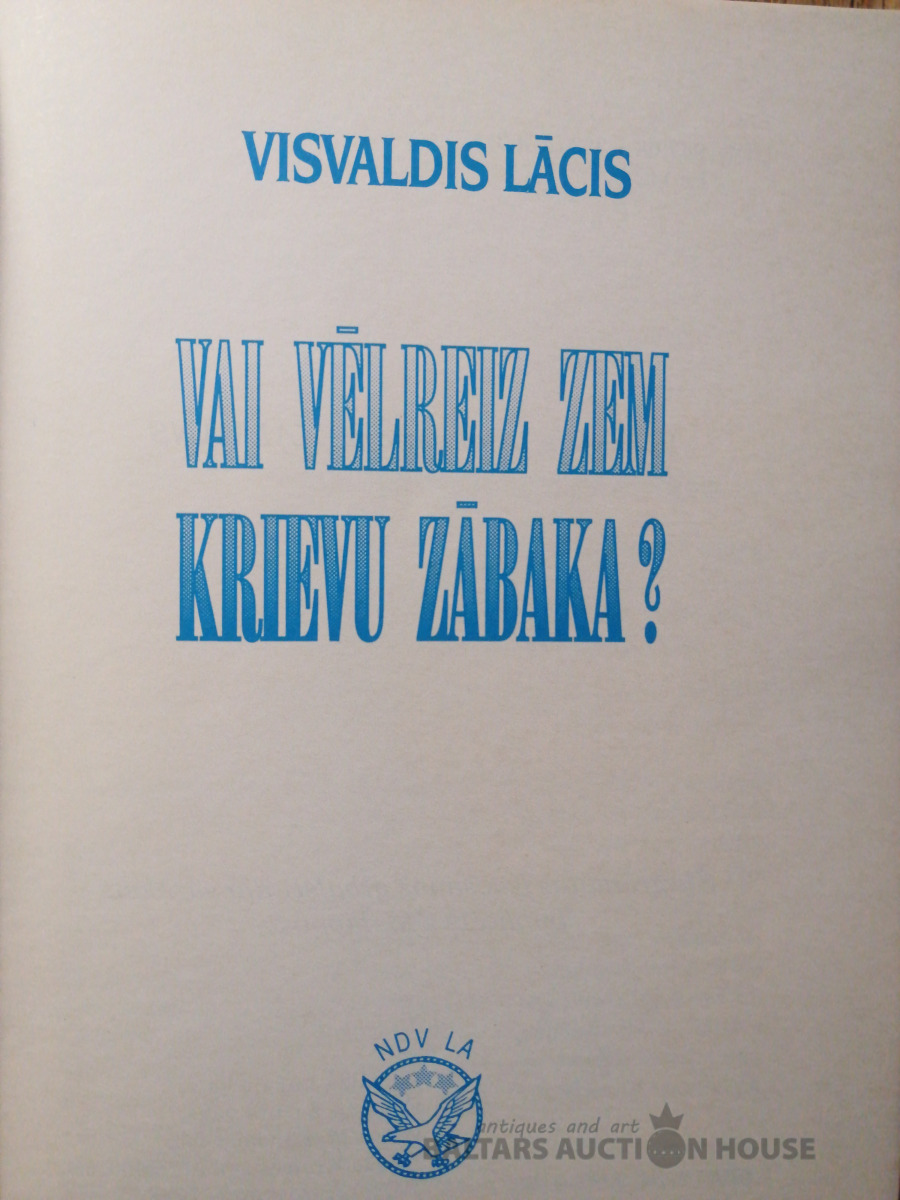 VISVALDIS LĀCIS
VAI VĒLREIZ ZEM
KRIEVU ZĀBAKA?
NDV LA
antiques and art
BALTARS AUCTION HOUSE